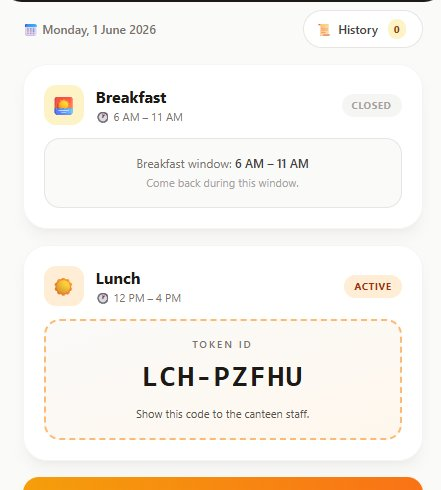 Monday, 1 June 2026
History 0
Breakfast
6 AM – 11 AM
CLOSED
Breakfast window: 6 AM – 11 AM
Come back during this window.
Lunch
12 PM – 4 PM
ACTIVE
TOKEN ID
LCH-PZFHU
Show this code to the canteen staff.